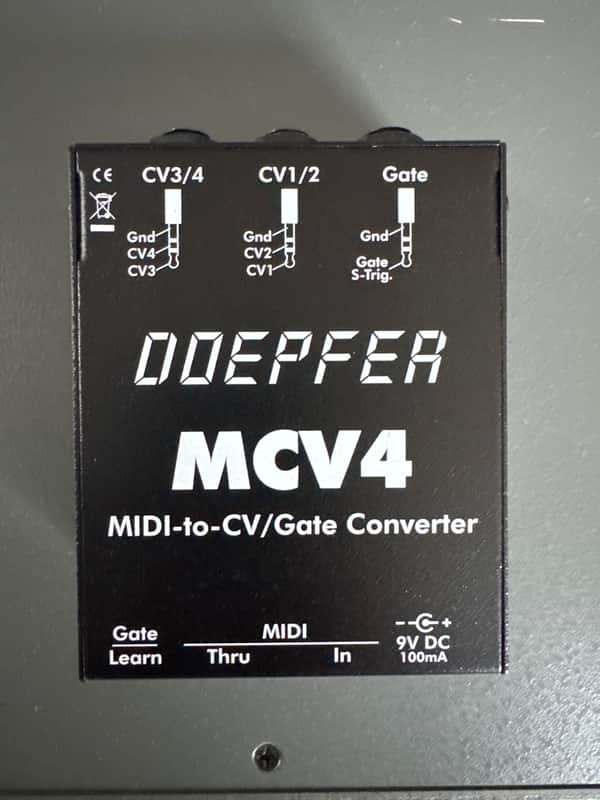 CE CV3/4 CV1/2 Gate
Gnd Gnd Gnd
CV4 CV2
CV3 CV1 Gate
S-Trig.
DOEPFER
MCV4
MIDI-to-CV/Gate Converter
Gate MIDI - +
Learn Thru In 9V DC
100mA